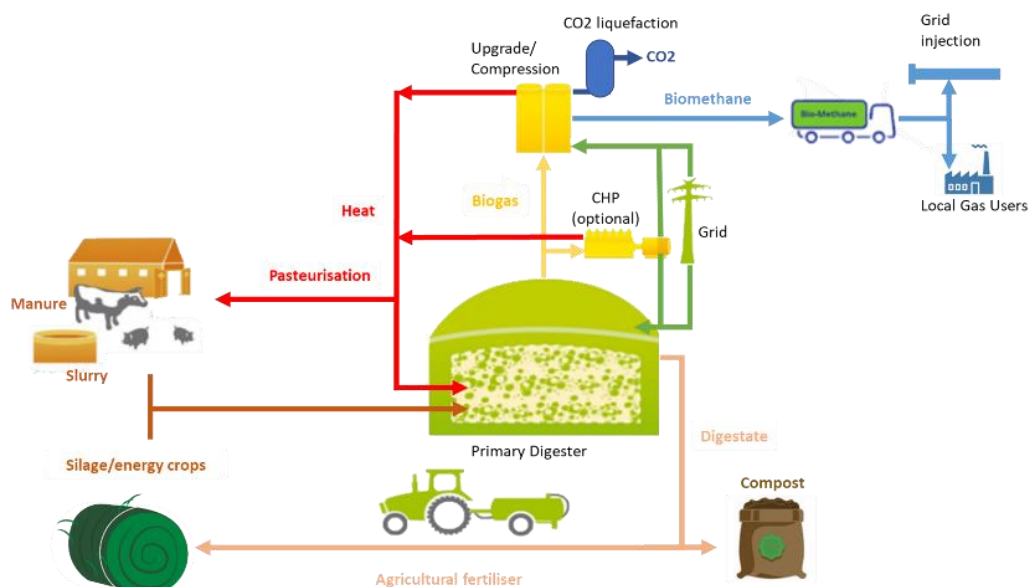 CO2 liquefaction
Grid
injection
Upgrade/
Compression
CO2
Biomethane
Bio-Methane
Biogas
CHP
(optional)
Grid
Local Gas Users
Heat
Pasteurisation
Manure
Slurry
Primary Digester
Digestate
Silage/energy crops
Compost
Agricultural fertiliser